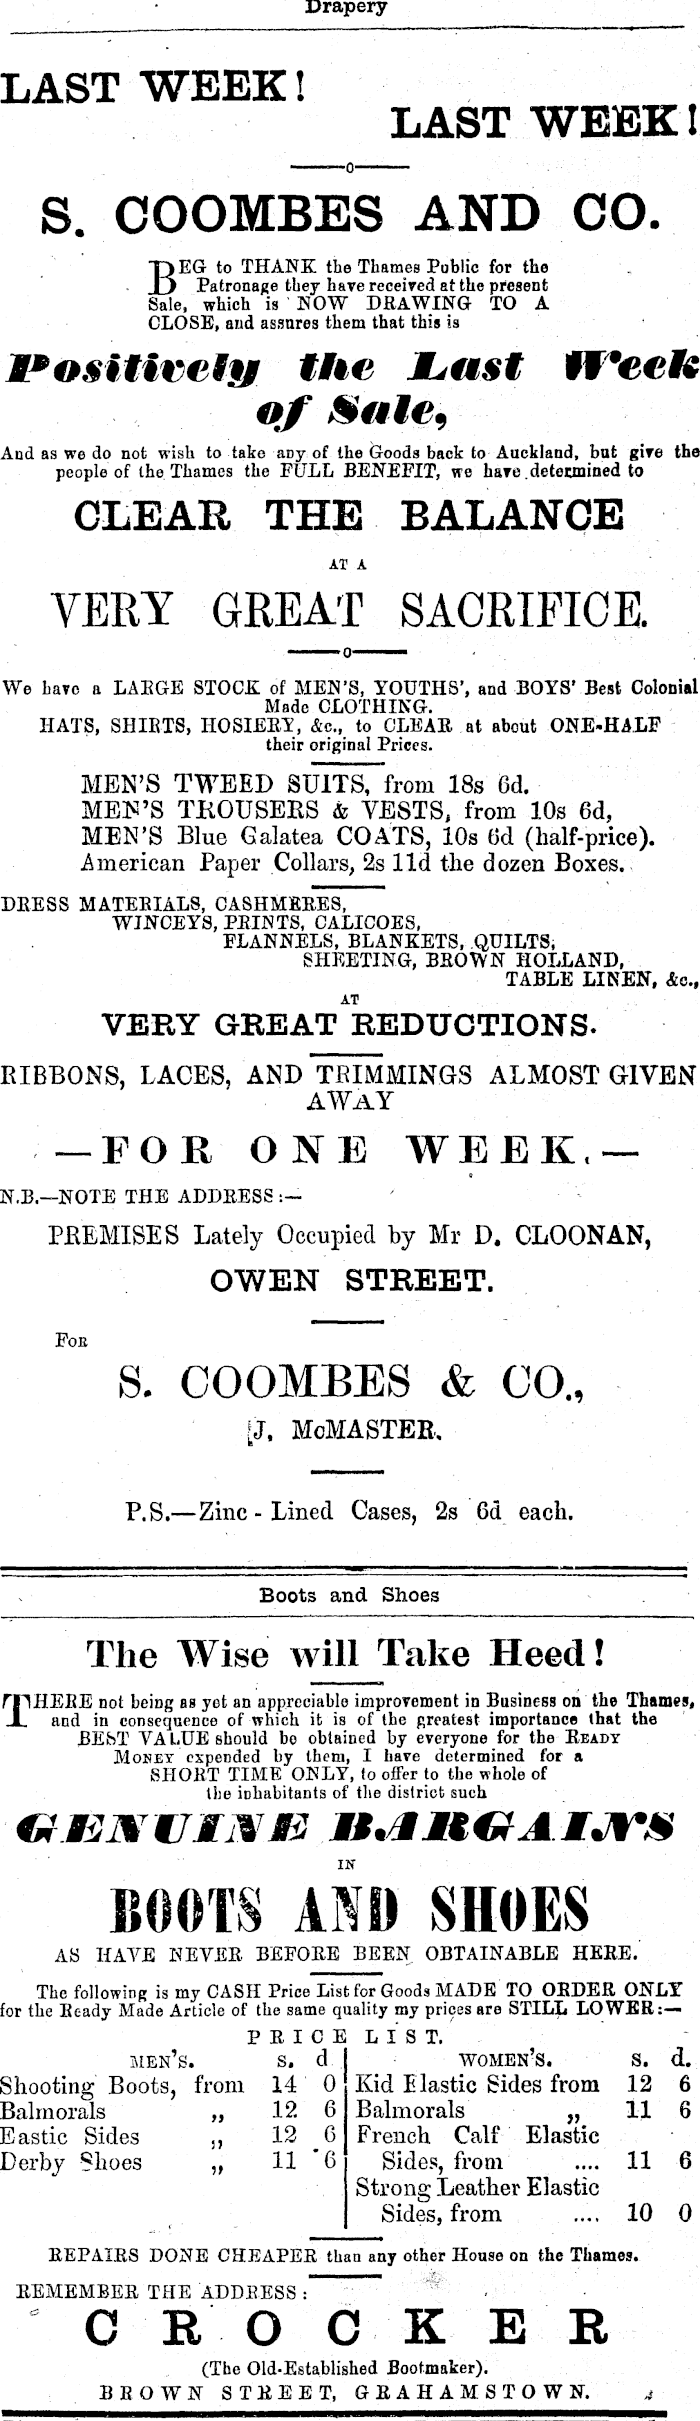 Drapery
LAST WEEK!
LAST WEEK!
S. COOMBES AND CO.
BEG to THANK the Thames Public for the
Patronage they have received at the present
Sale, which is NOW DRAWING TO A
CLOSE, and assures them that this is
Positively the Last Week
of Sale,
And as we do not wish to take any of the Goods back to Auckland, but give the
people of the Thames the FULL BENEFIT, we have determined to
CLEAR THE BALANCE
AT A
VERY GREAT SACRIFICE.
We have a LARGE STOCK of MEN'S, YOUTHS', and BOYS' Best Colonial
Made CLOTHING.
HATS, SHIRTS, HOSIERY, &c., to CLEAR at about ONE-HALF
their original Prices.
MEN'S TWEED SUITS, from 18s 6d.
MEN'S TROUSERS & VESTS, from 10s 6d,
MEN'S Blue Galatea COATS, 10s 6d (half-price).
American Paper Collars, 2s 11d the dozen Boxes.
DRESS MATERIALS, CASHMERES,
WINCEYS, PRINTS, CALICOES,
FLANNELS, BLANKETS, QUILTS,
SHEETING, BROWN HOLLAND,
TABLE LINEN, &c.,
AT
VERY GREAT REDUCTIONS.
RIBBONS, LACES, AND TRIMMINGS ALMOST GIVEN
AWAY
—FOR ONE WEEK.—
N.B.—NOTE THE ADDRESS:—
PREMISES Lately Occupied by Mr D. CLOONAN,
OWEN STREET.
FOR
S. COOMBES & CO.,
J. McMASTER.
P.S.—Zinc-Lined Cases, 2s 6d each.
Boots and Shoes
The Wise will Take Heed!
THERE not being as yet an appreciable improvement in Business on the Thames,
and in consequence of which it is of the greatest importance that the
BEST VALUE should be obtained by everyone for the READY
MONEY expended by them, I have determined for a
SHORT TIME ONLY, to offer to the whole of
the inhabitants of the district such
GENUINE BARGAINS
IN
BOOTS AND SHOES
AS HAVE NEVER BEFORE BEEN OBTAINABLE HERE.
The following is my CASH Price List for Goods MADE TO ORDER ONLY
for the Ready Made Article of the same quality my prices are STILL LOWER:—
PRICE LIST.
MEN'S. s. d
Shooting Boots, from 14 0
Balmorals „ 12 6
Eastic Sides „ 12 6
Derby Shoes „ 11 6
WOMEN'S. s. d.
Kid Elastic Sides from 12 6
Balmorals „ 11 6
French Calf Elastic
Sides, from .... 11 6
Strong Leather Elastic
Sides, from .... 10 0
REPAIRS DONE CHEAPER than any other House on the Thames.
REMEMBER THE ADDRESS:
CROCKER
(The Old-Established Bootmaker).
BROWN STREET, GRAHAMSTOWN.